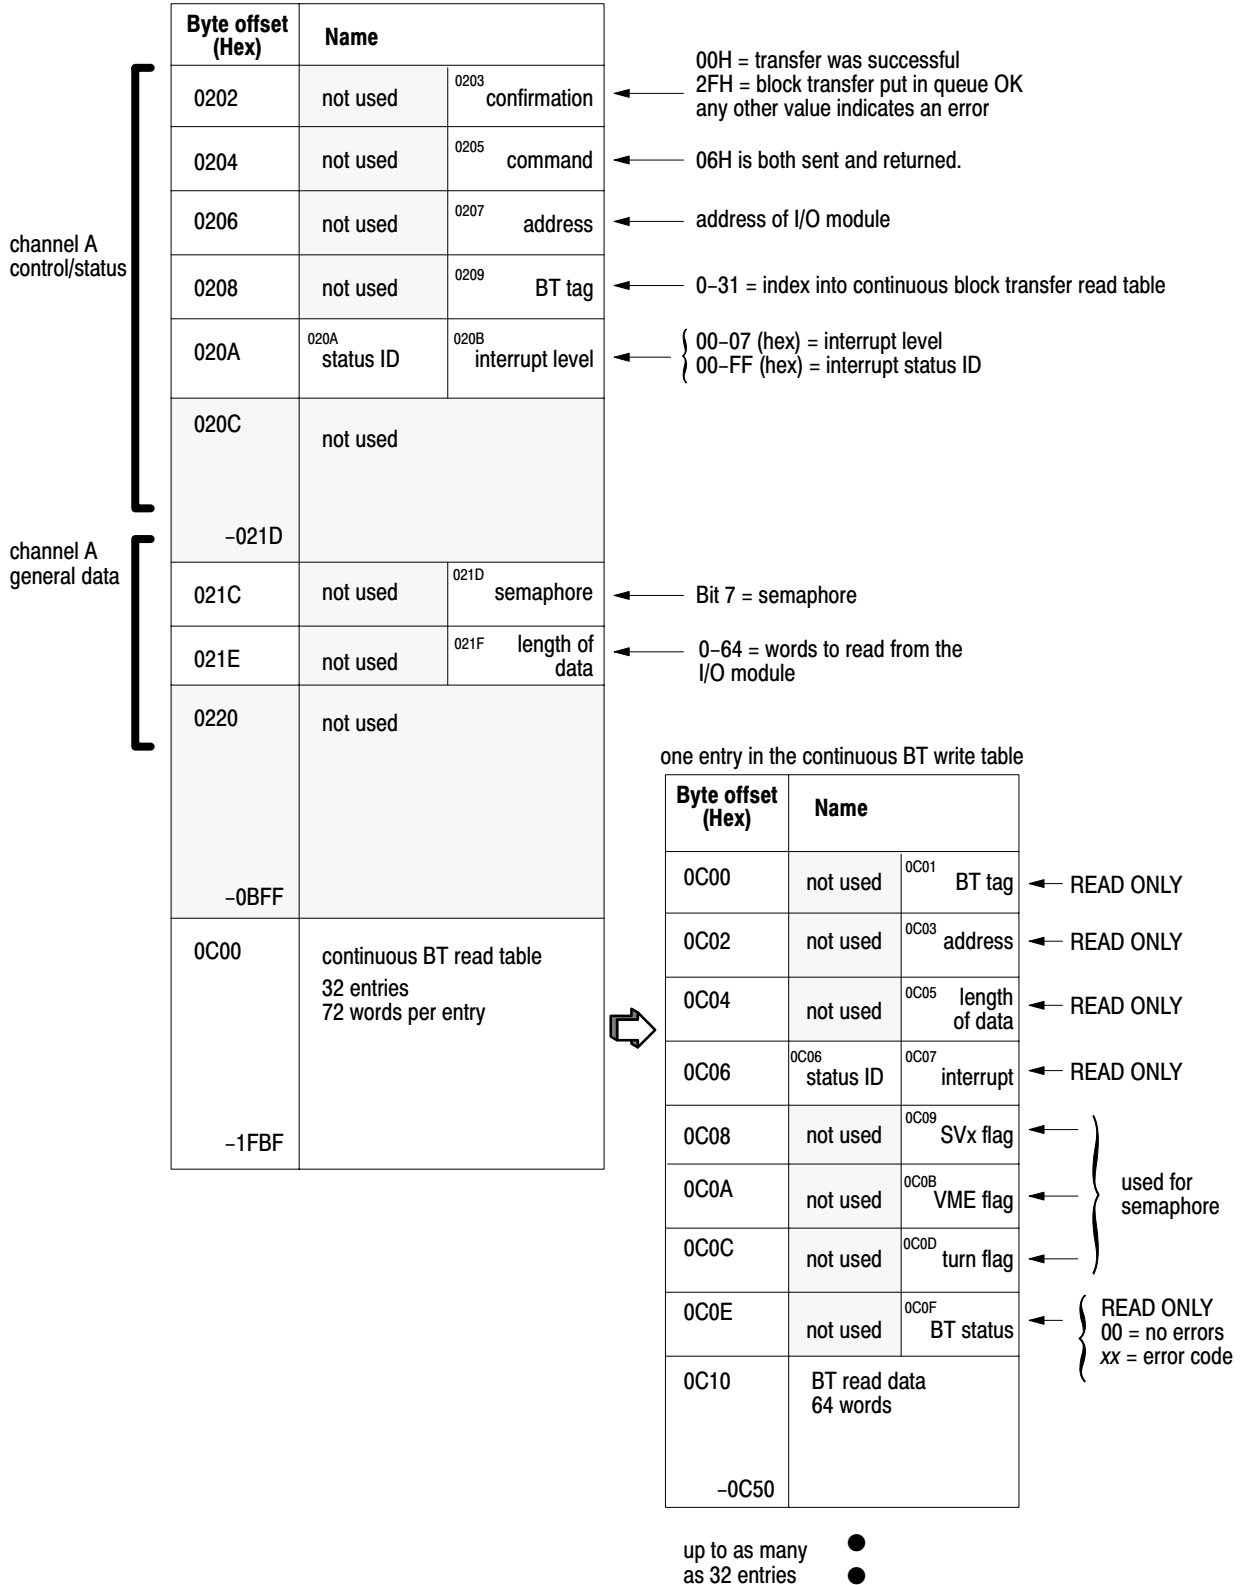 Byte offset
(Hex)
Name
channel A
control/status
0202 not used 0203 confirmation
00H = transfer was successful
2FH = block transfer put in queue OK
any other value indicates an error
0204 not used 0205 command
06H is both sent and returned.
0206 not used 0207 address
address of I/O module
0208 not used 0209 BT tag
0–31 = index into continuous block transfer read table
020A 020A status ID 020B interrupt level
00–07 (hex) = interrupt level
00–FF (hex) = interrupt status ID
020C not used
–021D
channel A
general data
021C not used 021D semaphore
Bit 7 = semaphore
021E not used 021F length of
data
0–64 = words to read from the
I/O module
0220 not used
–0BFF
0C00 continuous BT read table
32 entries
72 words per entry
–1FBF
one entry in the continuous BT write table
Byte offset
(Hex)
Name
0C00 not used 0C01 BT tag READ ONLY
0C02 not used 0C03 address READ ONLY
0C04 not used 0C05 length
of data
READ ONLY
0C06 0C06 status ID 0C07 interrupt READ ONLY
0C08 not used 0C09 SVx flag
0C0A not used 0C0B VME flag
0C0C not used 0C0D turn flag
used for
semaphore
0C0E not used 0C0F BT status
READ ONLY
00 = no errors
xx = error code
0C10 BT read data
64 words
–0C50
up to as many
as 32 entries